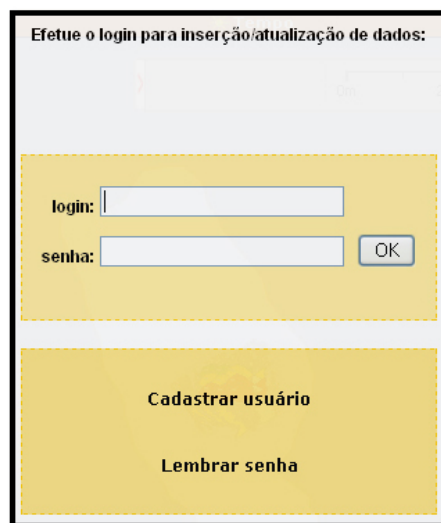 Efetue o login para inserção/atualização de dados:
login:
senha:
OK
Cadastrar usuário
Lembrar senha